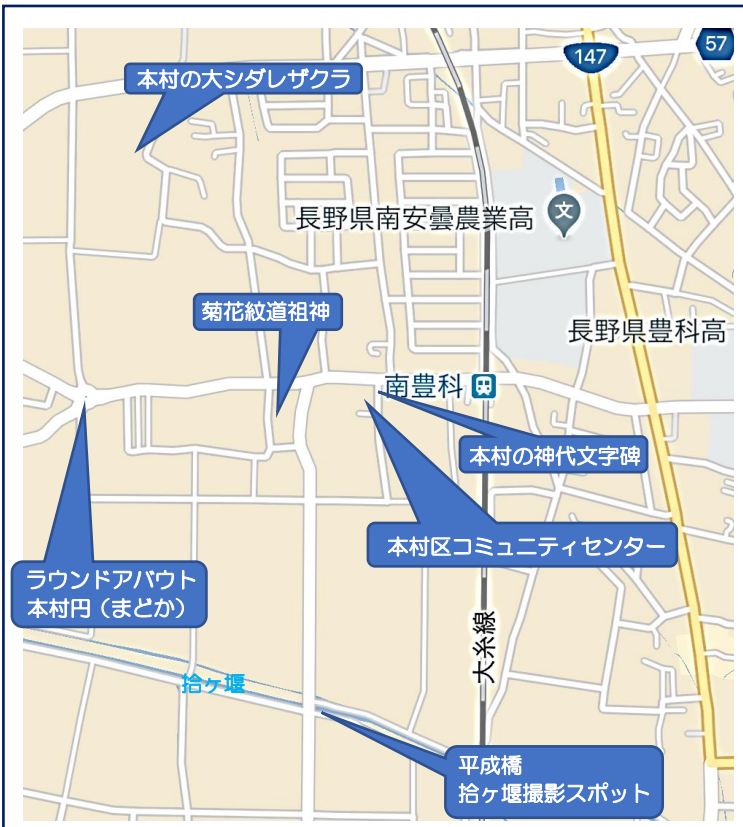 57
147
本村の大シダレザクラ
長野県南安曇農業高
文
菊花紋道祖神
長野県豊科高
南豊科
本村の神代文字碑
本村区コミュニティセンター
ラウンドアバウト
本村円（まどか）
大糸線
拾ヶ堰
平成橋
拾ヶ堰撮影スポット